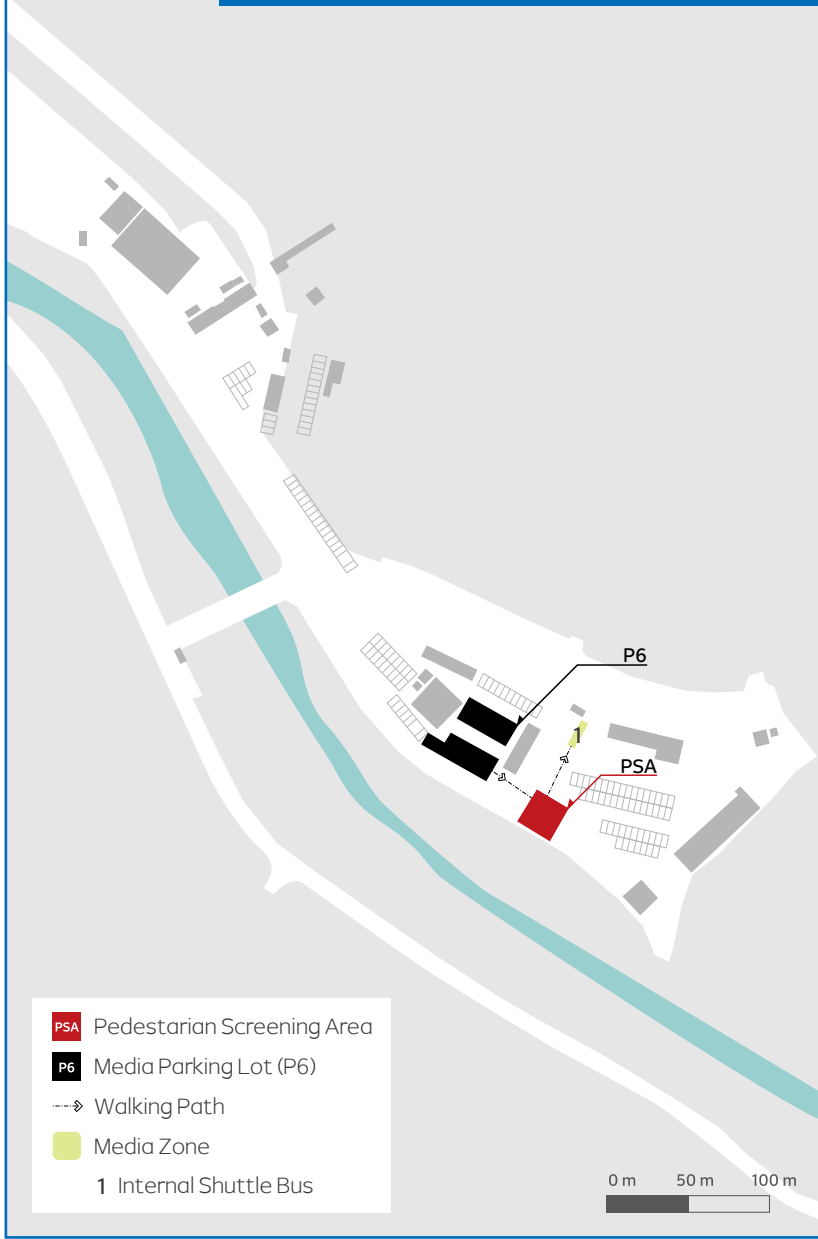 P6
1
PSA
PSA Pedestarian Screening Area
P6 Media Parking Lot (P6)
Walking Path
Media Zone
1 Internal Shuttle Bus
0 m 50 m 100 m